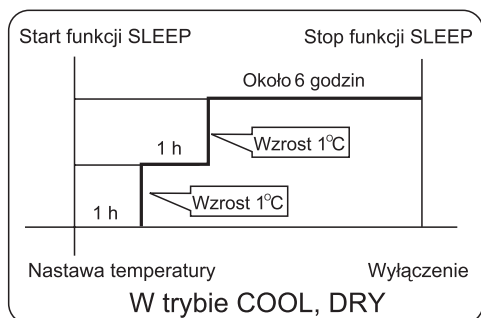 Start funkcji SLEEP
Stop funkcji SLEEP
Około 6 godzin
1 h
Wzrost 1°C
1 h
Wzrost 1°C
Nastawa temperatury
Wyłączenie
W trybie COOL, DRY